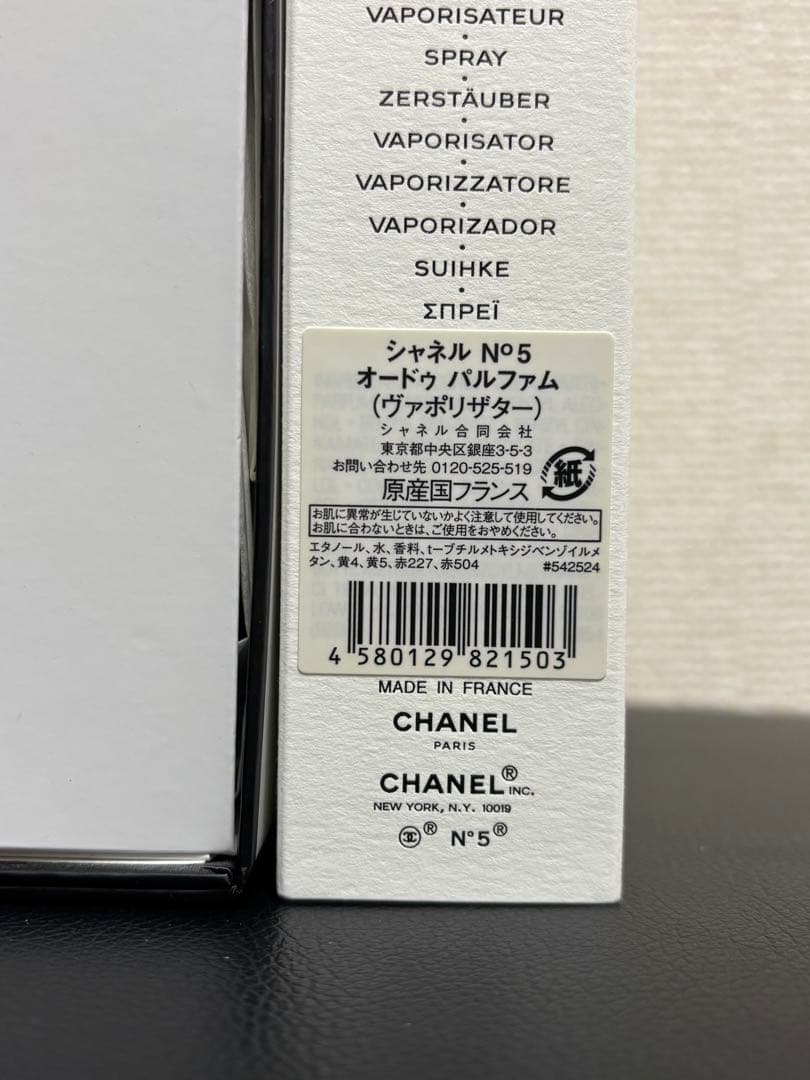 VAPORISATEUR
•
SPRAY
•
ZERSTÄUBER
•
VAPORISATOR
•
VAPORIZZATORE
•
VAPORIZADOR
•
SUIHKE
•
ΣΠΡΕΪ
シャネル Nº5
オードゥ パルファム
(ヴァポリザター)
シャネル合同会社
東京都中央区銀座3-5-3
お問い合わせ先 0120-525-519
紙
原産国フランス
お肌に異常が生じていないかよく注意して使用してください。
お肌に合わないときは、ご使用をおやめください。
エタノール、水、香料、t-ブチルメトキシジベンゾイルメ
タン、黄4、黄5、赤227、赤504 #542524
4 580129 821503
MADE IN FRANCE
CHANEL
PARIS
CHANEL® INC.
NEW YORK, N.Y. 10019
® N°5®